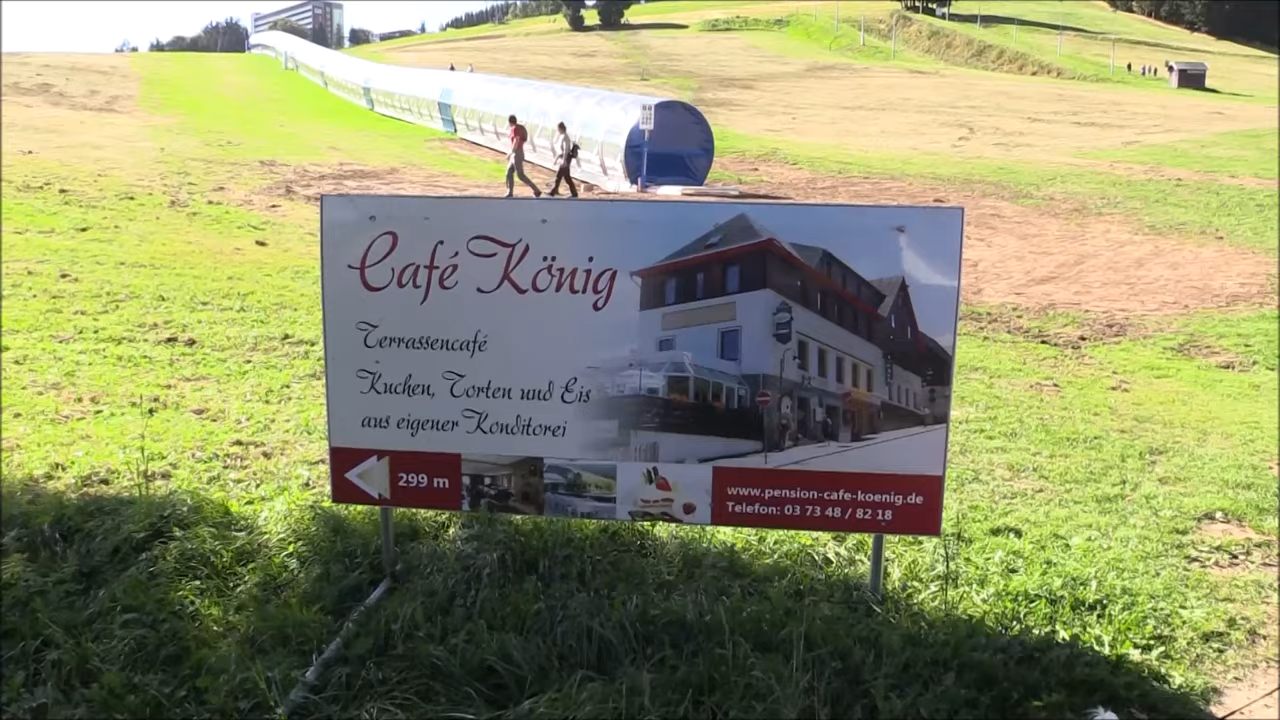 Café König
Terrassencafé
Kuchen, Torten und Eis
aus eigener Konditorei
299 m
www.pension-cafe-koenig.de
Telefon: 03 73 48 / 82 18